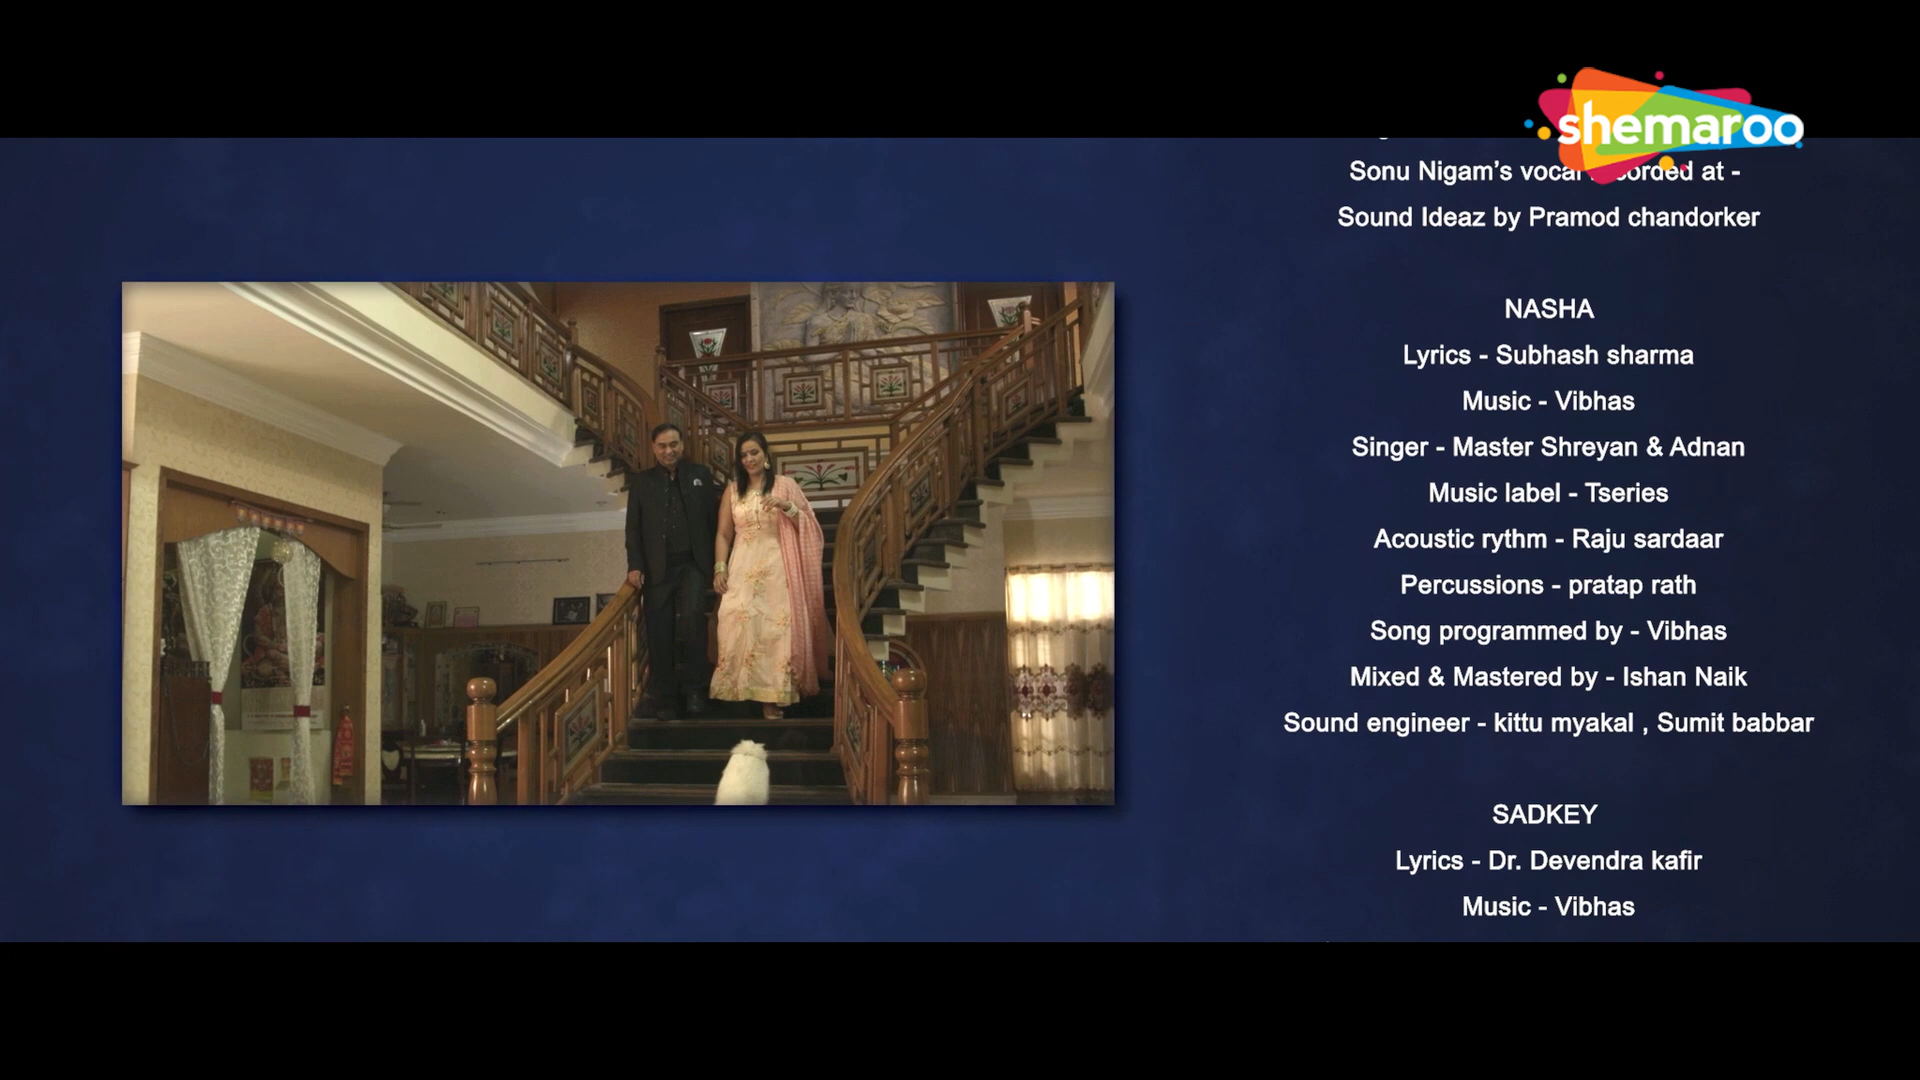 shemaroo
Sonu Nigam's vocal recorded at -
Sound Ideaz by Pramod chandorker
NASHA
Lyrics - Subhash sharma
Music - Vibhas
Singer - Master Shreyan & Adnan
Music label - Tseries
Acoustic rythm - Raju sardaar
Percussions - pratap rath
Song programmed by - Vibhas
Mixed & Mastered by - Ishan Naik
Sound engineer - kittu myakal , Sumit babbar
SADKEY
Lyrics - Dr. Devendra kafir
Music - Vibhas